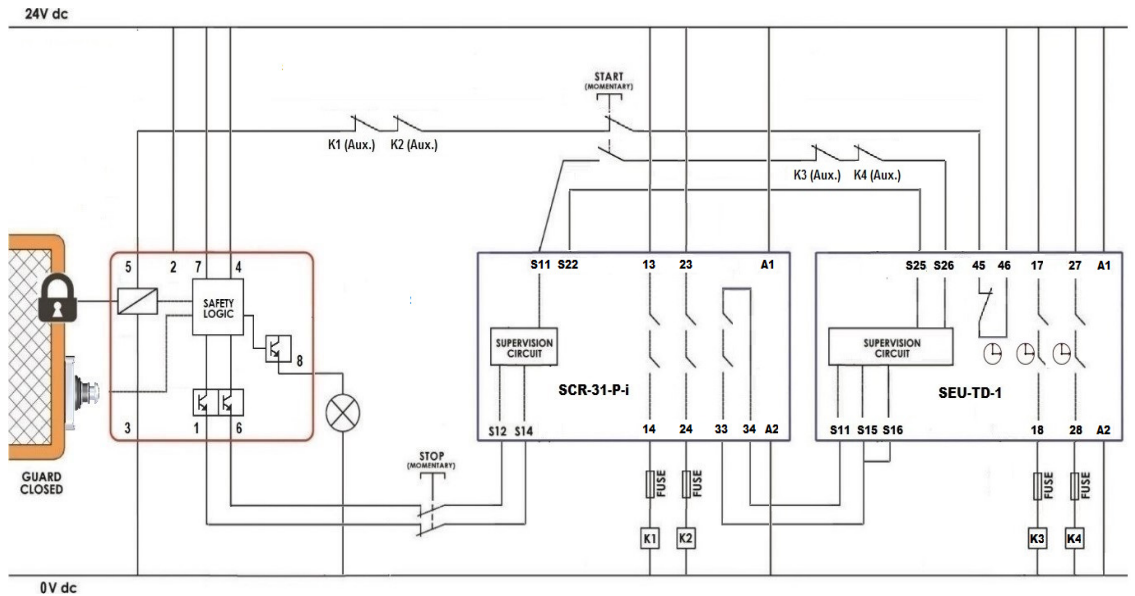 24V dc
START
(MOMENTARY)
K1 (Aux.) K2 (Aux.)
K3 (Aux.) K4 (Aux.)
5 2 7 4
S11 S22 13 23 A1
S25 S26 45 46 17 27 A1
SAFETY
LOGIC
8
SUPERVISION
CIRCUIT
SUPERVISION
CIRCUIT
SCR-31-P-i
SEU-TD-1
3 1 6
S12 S14 14 24 33 34 A2
S11 S15 S16 18 28 A2
GUARD
CLOSED
STOP
(MOMENTARY)
FUSE FUSE FUSE FUSE
K1 K2 K3 K4
0V dc